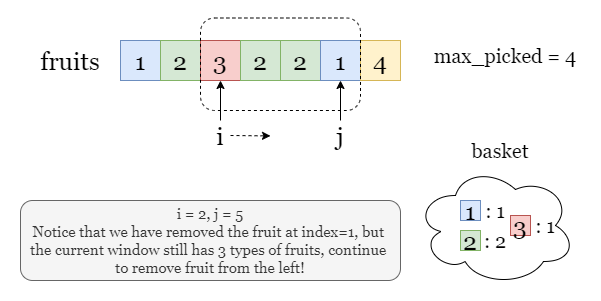 fruits 1 2 3 2 2 1 4 max_picked = 4
i j
basket
1 : 1
3 : 1
2 : 2
i = 2, j = 5
Notice that we have removed the fruit at index=1, but
the current window still has 3 types of fruits, continue
to remove fruit from the left!